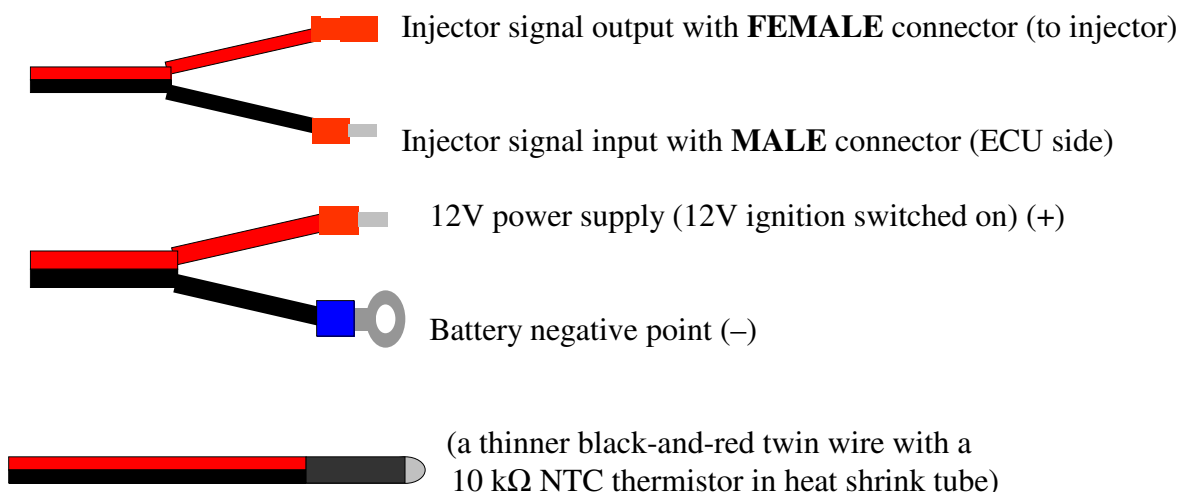 Injector signal output with FEMALE connector (to injector)
Injector signal input with MALE connector (ECU side)
12V power supply (12V ignition switched on) (+)
Battery negative point (–)
(a thinner black-and-red twin wire with a
10 kΩ NTC thermistor in heat shrink tube)